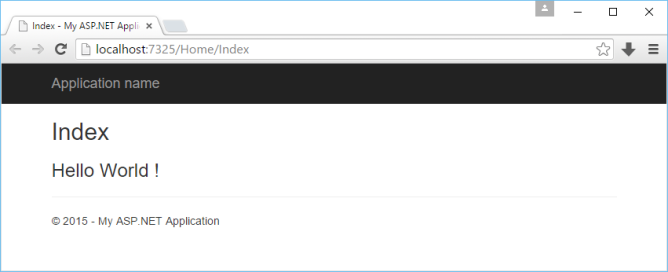 Index - My ASP.NET Appli
localhost:7325/Home/Index
Application name
Index
Hello World !
© 2015 - My ASP.NET Application